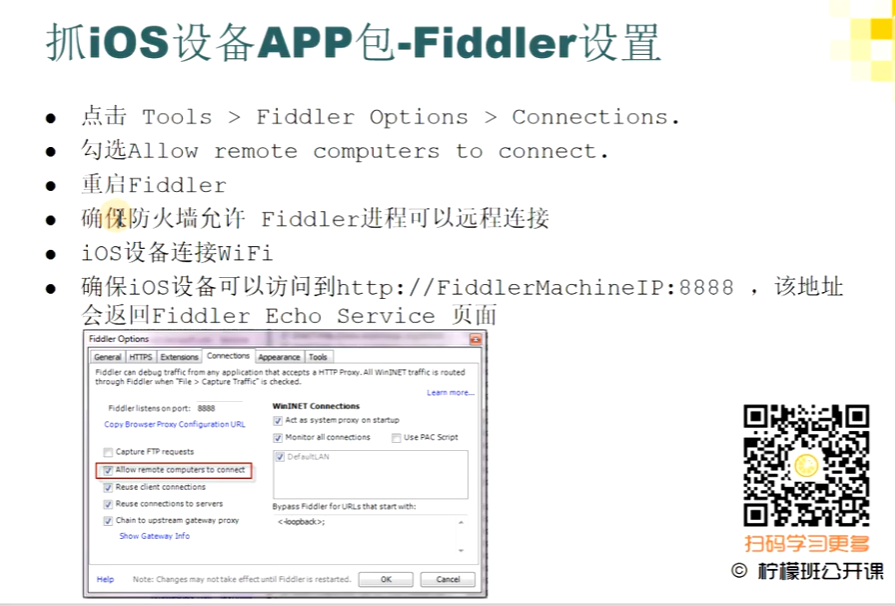 抓iOS设备APP包-Fiddler设置
● 点击 Tools > Fiddler Options > Connections.
● 勾选Allow remote computers to connect.
● 重启Fiddler
● 确保防火墙允许 Fiddler进程可以远程连接
● iOS设备连接WiFi
● 确保iOS设备可以访问到http://FiddlerMachineIP:8888 ，该地址
会返回Fiddler Echo Service 页面
Fiddler Options
General HTTPS Extensions Connections Appearance Tools
Fiddler can debug traffic from any application that accepts a HTTP Proxy. All WinINET traffic is routed
through Fiddler when "File > Capture Traffic" is checked.
Learn more...
Fiddler listens on port: 8888
Copy Browser Proxy Configuration URL
Capture FTP requests
Allow remote computers to connect
Reuse client connections
Reuse connections to servers
Chain to upstream gateway proxy
Show Gateway Info
WinINET Connections
Act as system proxy on startup
Monitor all connections Use PAC Script
DefaultLAN
Bypass Fiddler for URLs that start with:
<-loopback>;
Help Note: Changes may not take effect until Fiddler is restarted. OK Cancel
扫码学习更多
© 柠檬班公开课